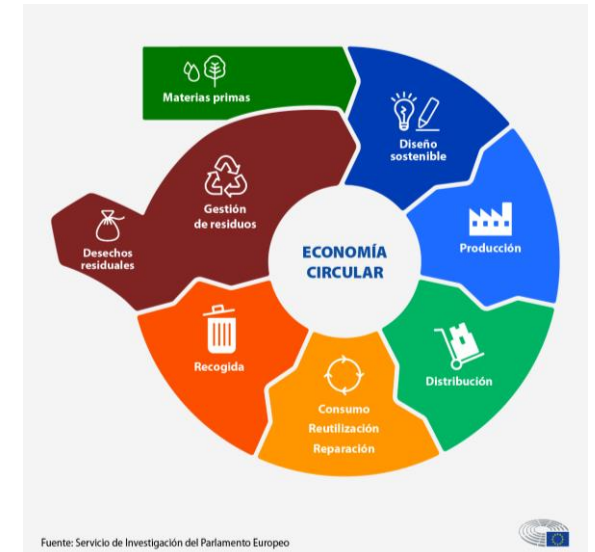 Materias primas
Diseño
sostenible
Producción
Distribución
Consumo
Reutilización
Reparación
Recogida
Gestión
de residuos
Desechos
residuales
ECONOMÍA
CIRCULAR
Fuente: Servicio de Investigación del Parlamento Europeo